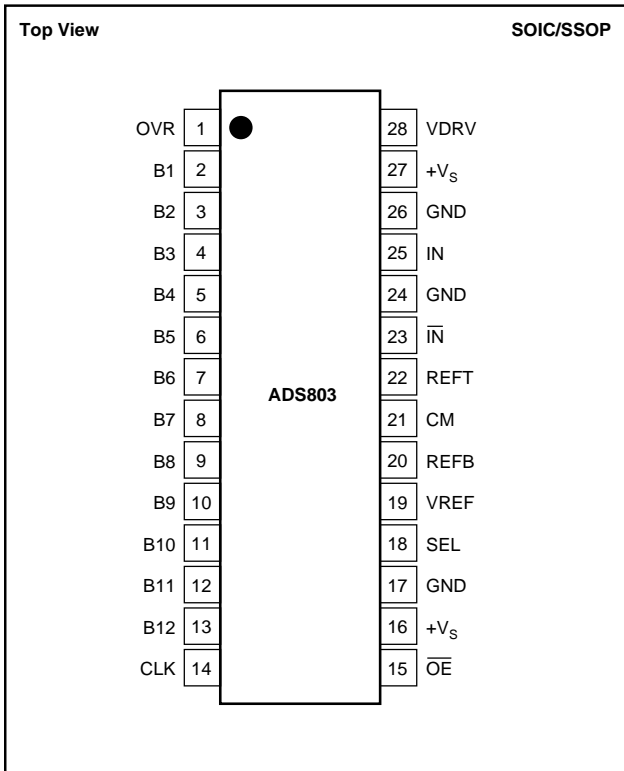 Top View SOIC/SSOP
OVR 1 28 VDRV
B1 2 27 +VS
B2 3 26 GND
B3 4 25 IN
B4 5 24 GND
B5 6 23 I̅N̅
B6 7 22 REFT
ADS803
B7 8 21 CM
B8 9 20 REFB
B9 10 19 VREF
B10 11 18 SEL
B11 12 17 GND
B12 13 16 +VS
CLK 14 15 O̅E̅